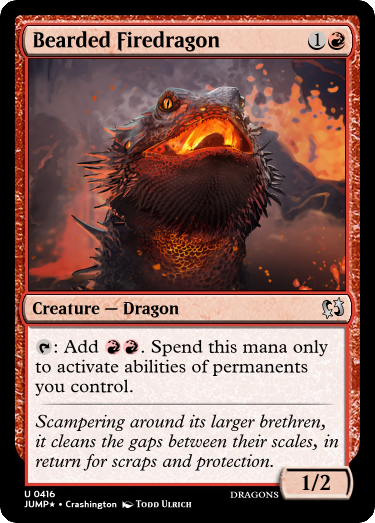 Bearded Firedragon 1
Creature — Dragon
: Add . Spend this mana only
to activate abilities of permanents
you control.
Scampering around its larger brethren,
it cleans the gaps between their scales, in
return for scraps and protection.
1/2
U 0416 DRAGONS
JUMP★ • Crashington Todd Ulrich